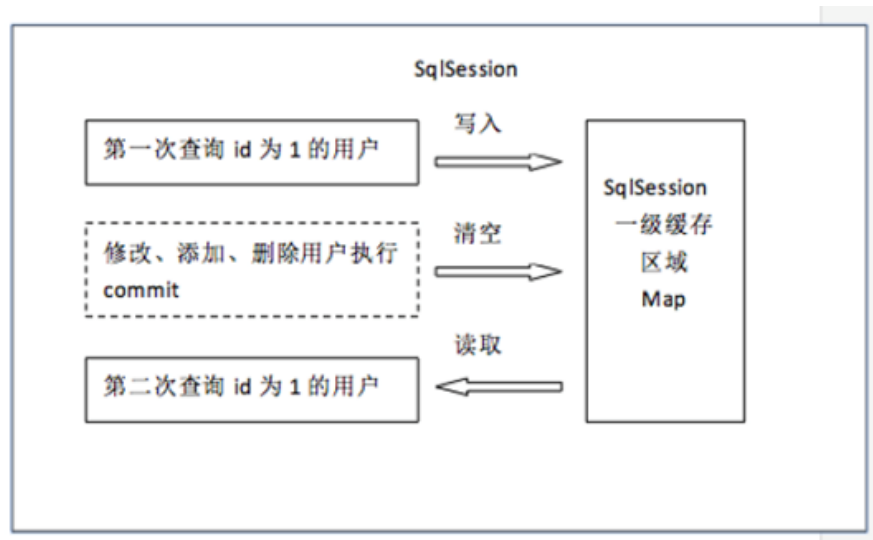 SqlSession
第一次查询 id 为 1 的用户
写入
修改、添加、删除用户执行
commit
清空
第二次查询 id 为 1 的用户
读取
SqlSession
一级缓存
区域
Map